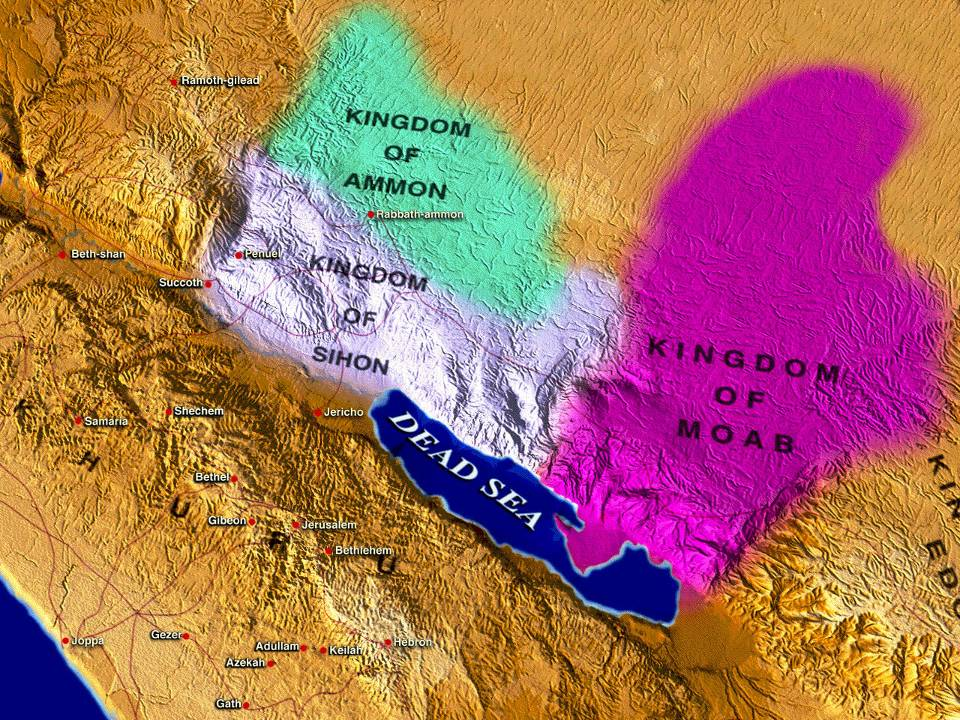 Ramoth-gilead
KINGDOM
OF
AMMON
Rabbath-ammon
Beth-shan
Penuel
Succoth
KINGDOM
OF
SIHON
KINGDOM
OF
MOAB
Jericho
Shechem
Samaria
DEAD SEA
Bethel
Gibeon
Jerusalem
Bethlehem
K H U R R U
Joppa
Gezer
Adullam
Keilah
Hebron
Azekah
Gath